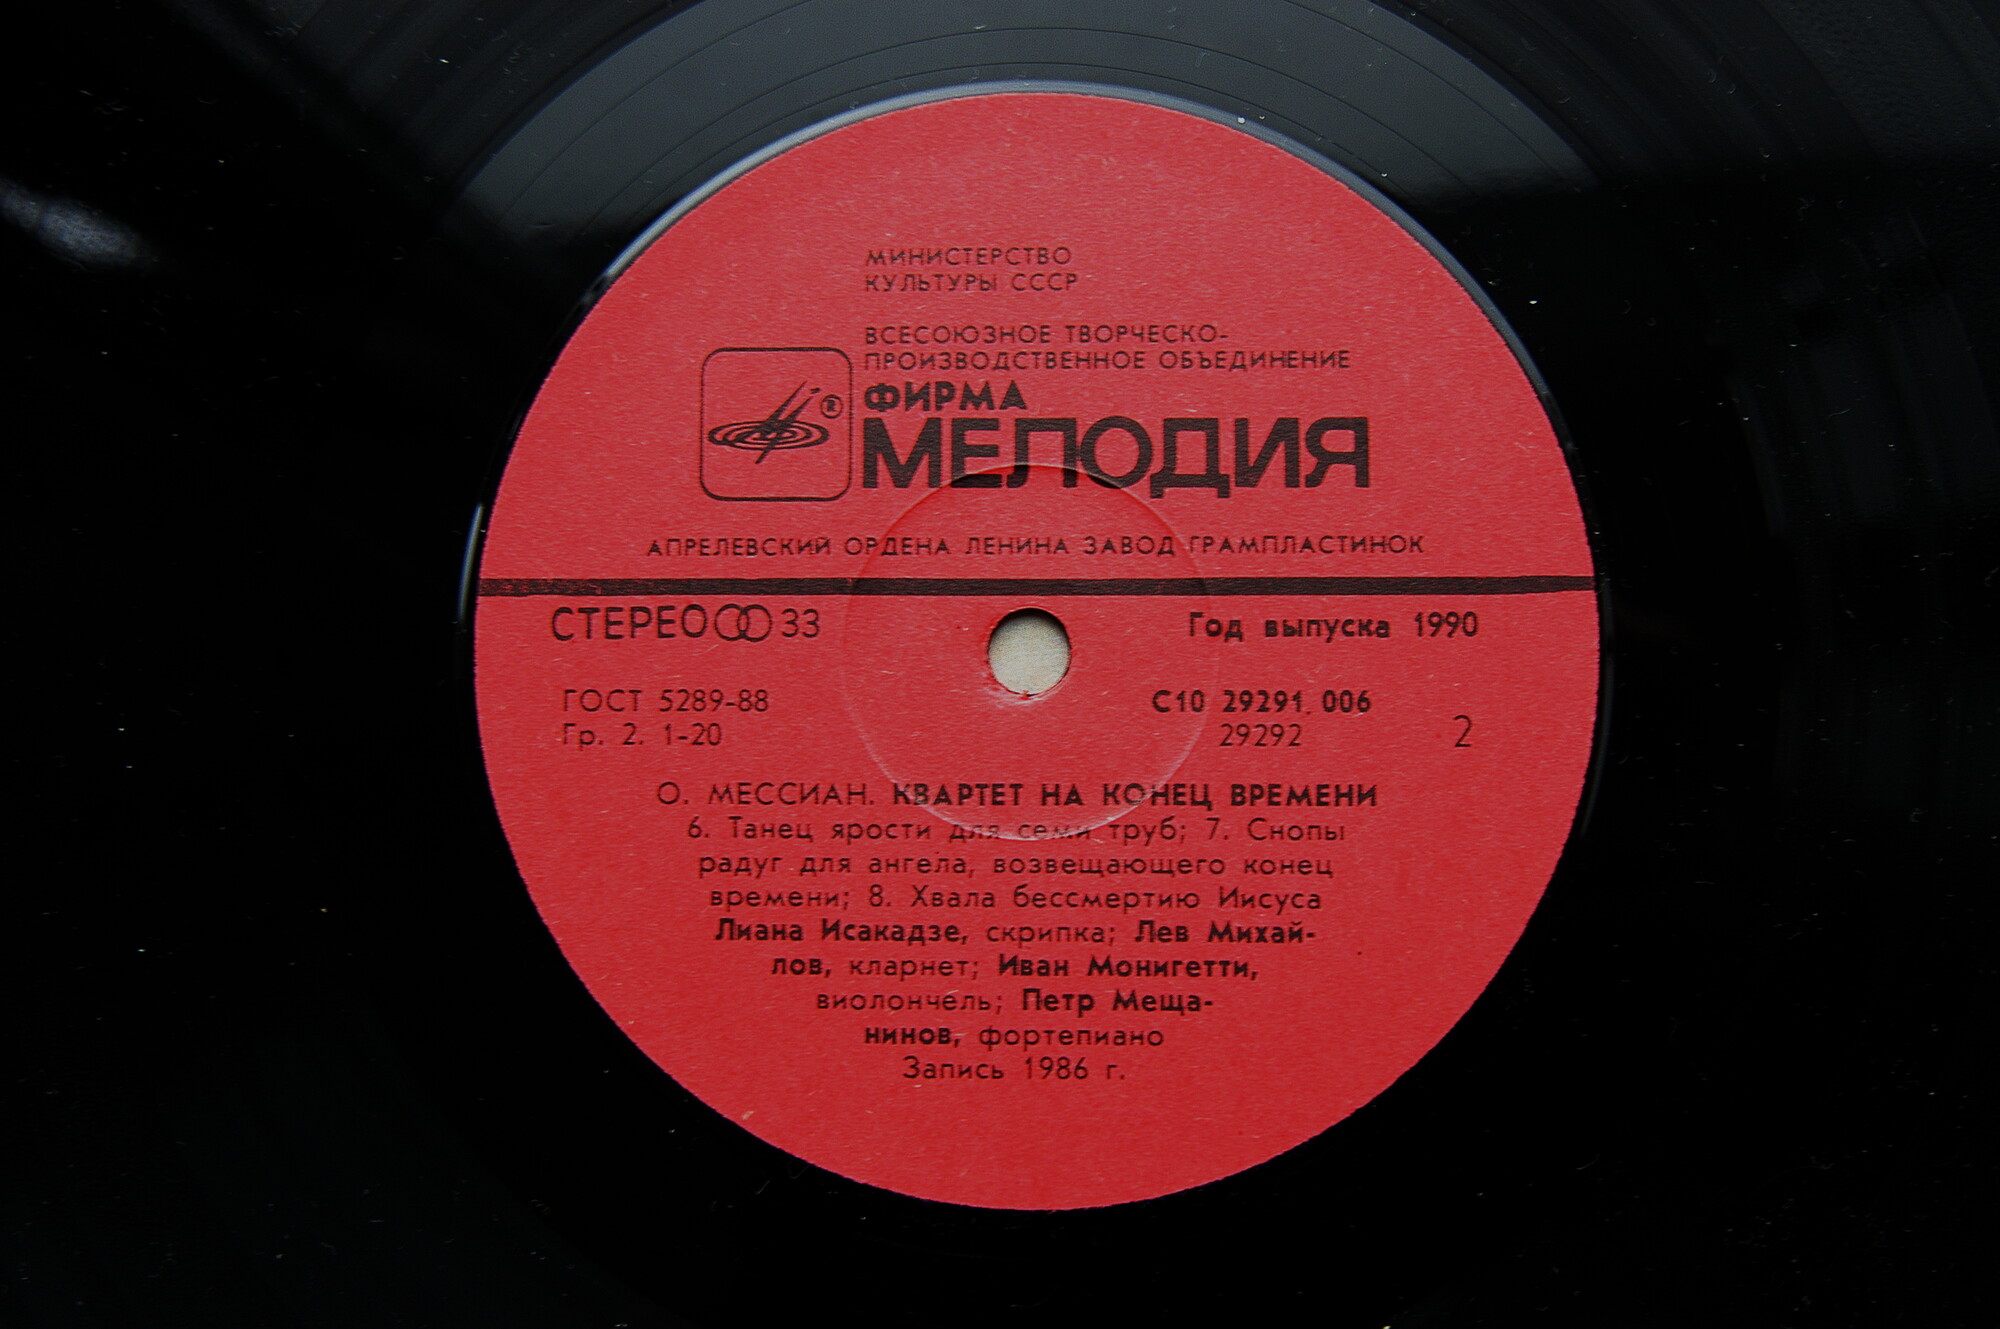 МИНИСТЕРСТВО
КУЛЬТУРЫ СССР
ВСЕСОЮЗНОЕ ТВОРЧЕСКО-
ПРОИЗВОДСТВЕННОЕ ОБЪЕДИНЕНИЕ
ФИРМА
® МЕЛОДИЯ
АПРЕЛЕВСКИЙ ОРДЕНА ЛЕНИНА ЗАВОД ГРАМПЛАСТИНОК
СТЕРЕО 33 Год выпуска 1990
ГОСТ 5289-88 С10 29291 006
Гр. 2. 1-20 29292 2
О. МЕССИАН. КВАРТЕТ НА КОНЕЦ ВРЕМЕНИ
6. Танец ярости для семи труб; 7. Снопы
радуг для ангела, возвещающего конец
времени; 8. Хвала бессмертию Иисуса
Лиана Исакадзе, скрипка; Лев Михай-
лов, кларнет; Иван Монигетти,
виолончель; Петр Меща-
нинов, фортепиано
Запись 1986 г.